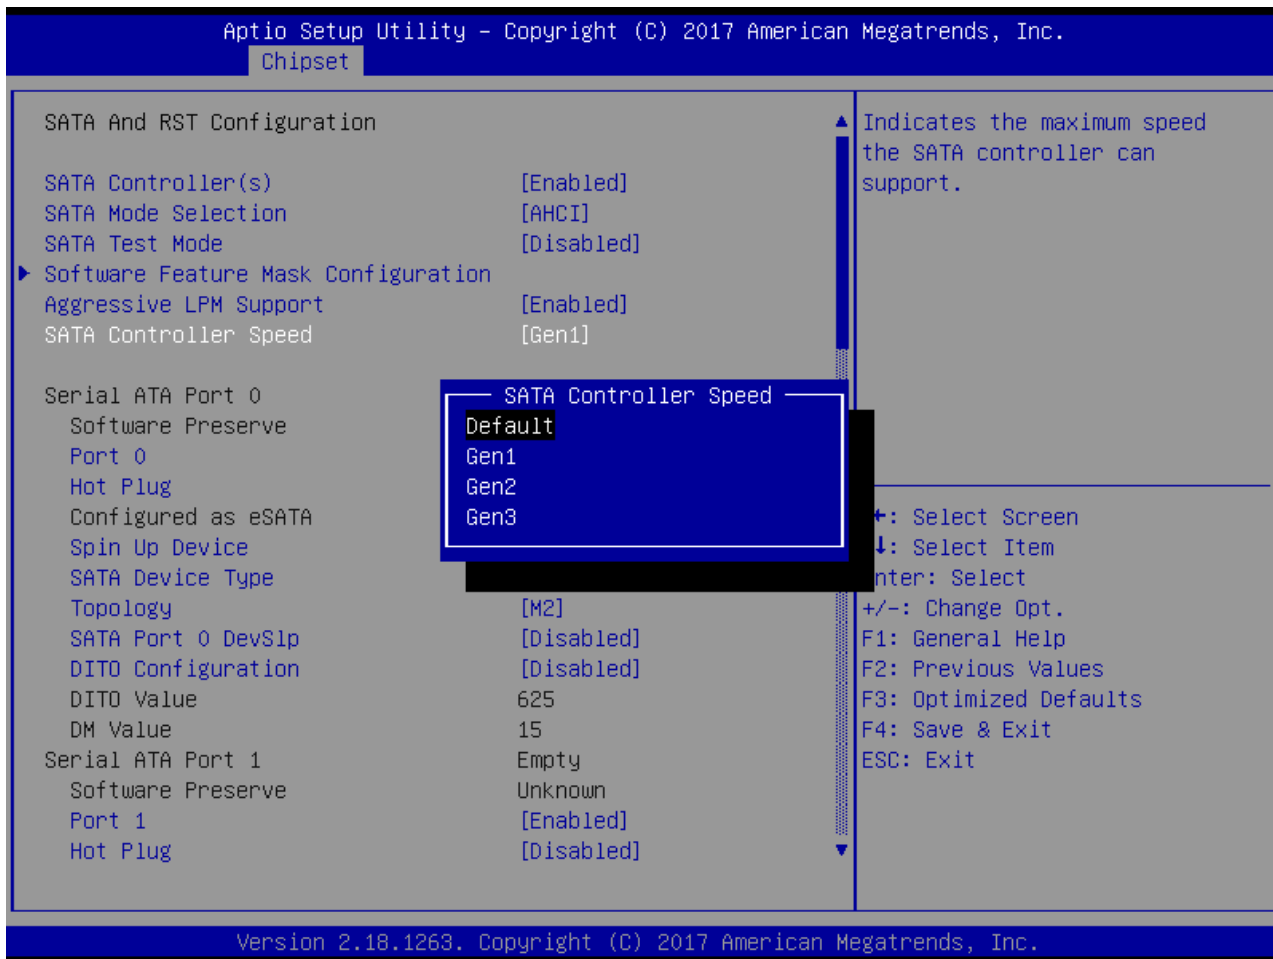 Aptio Setup Utility – Copyright (C) 2017 American Megatrends, Inc.
Chipset
SATA And RST Configuration
SATA Controller(s) [Enabled]
SATA Mode Selection [AHCI]
SATA Test Mode [Disabled]
Software Feature Mask Configuration
Aggressive LPM Support [Enabled]
SATA Controller Speed [Gen1]
Serial ATA Port 0
Software Preserve
Port 0
Hot Plug
Configured as eSATA
Spin Up Device
SATA Device Type
Topology [M2]
SATA Port 0 DevSlp [Disabled]
DITO Configuration [Disabled]
DITO Value 625
DM Value 15
Serial ATA Port 1 Empty
Software Preserve Unknown
Port 1 [Enabled]
Hot Plug [Disabled]
SATA Controller Speed
Default
Gen1
Gen2
Gen3
Indicates the maximum speed
the SATA controller can
support.
: Select Screen
: Select Item
nter: Select
+/-: Change Opt.
F1: General Help
F2: Previous Values
F3: Optimized Defaults
F4: Save & Exit
ESC: Exit
Version 2.18.1263. Copyright (C) 2017 American Megatrends, Inc.